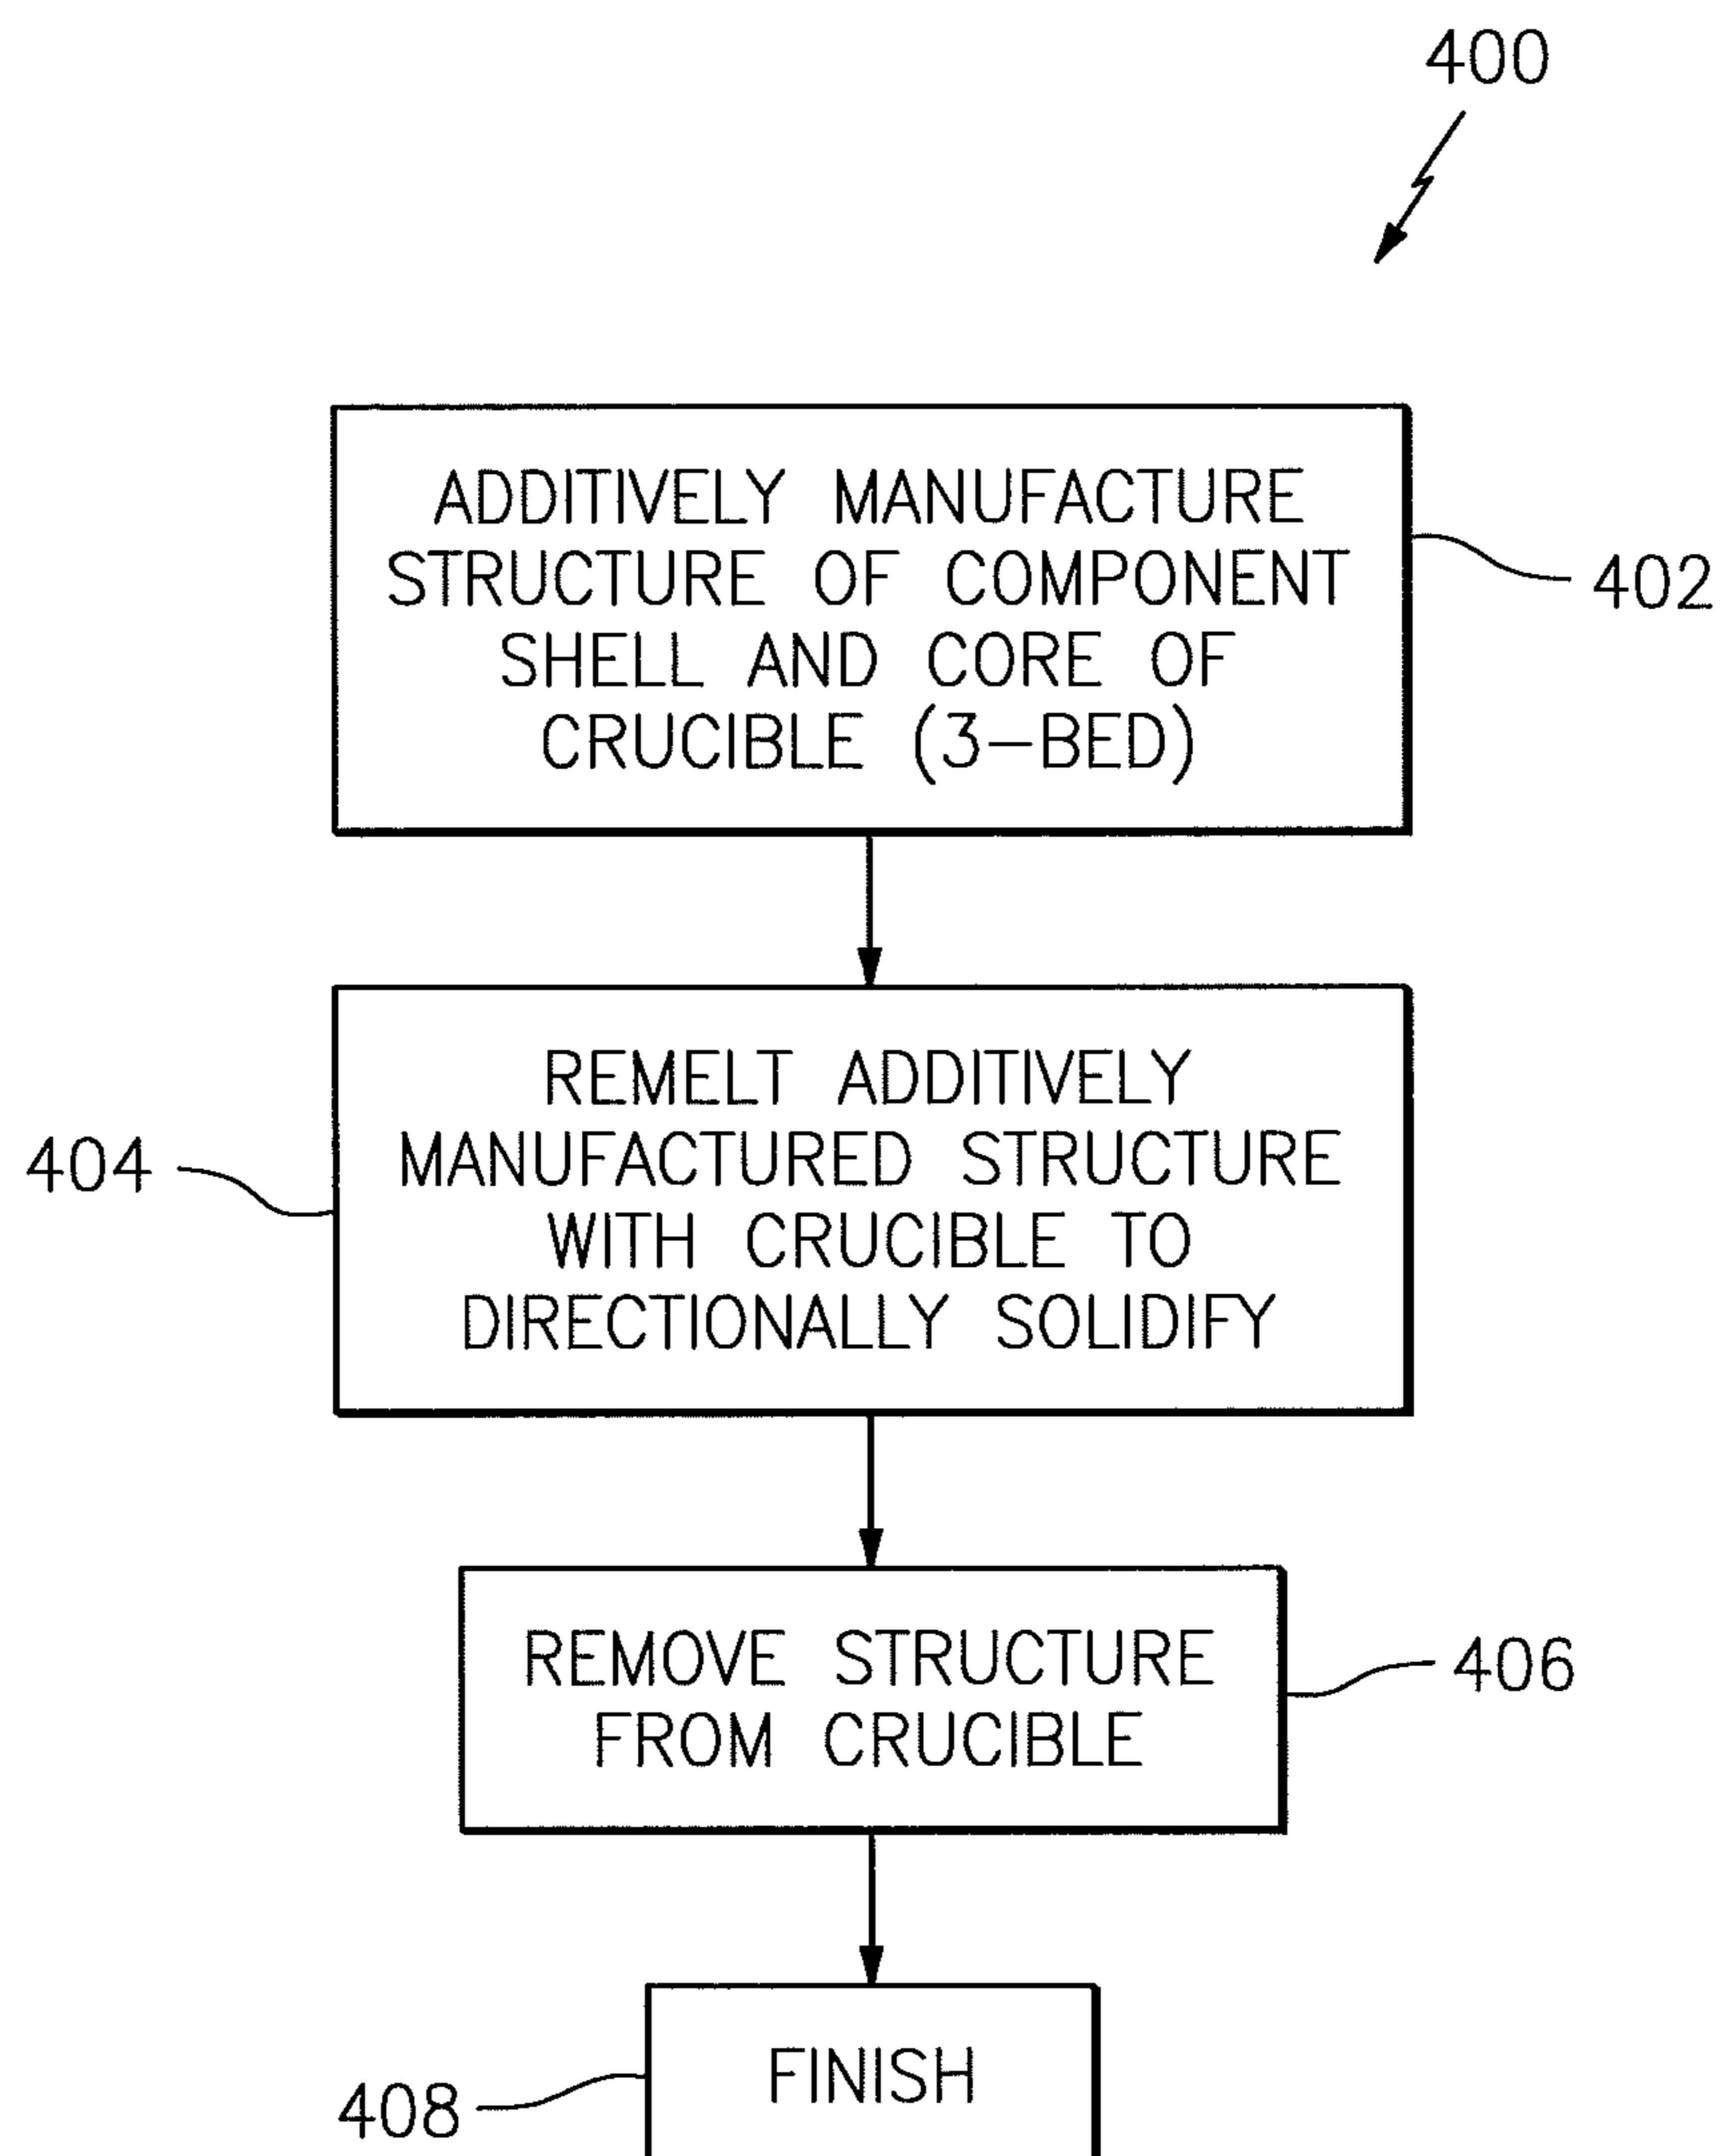 400
ADDITIVELY MANUFACTURE
STRUCTURE OF COMPONENT
SHELL AND CORE OF
CRUCIBLE (3-BED)
402
REMELT ADDITIVELY
MANUFACTURED STRUCTURE
WITH CRUCIBLE TO
DIRECTIONALLY SOLIDIFY
404
REMOVE STRUCTURE
FROM CRUCIBLE
406
FINISH
408